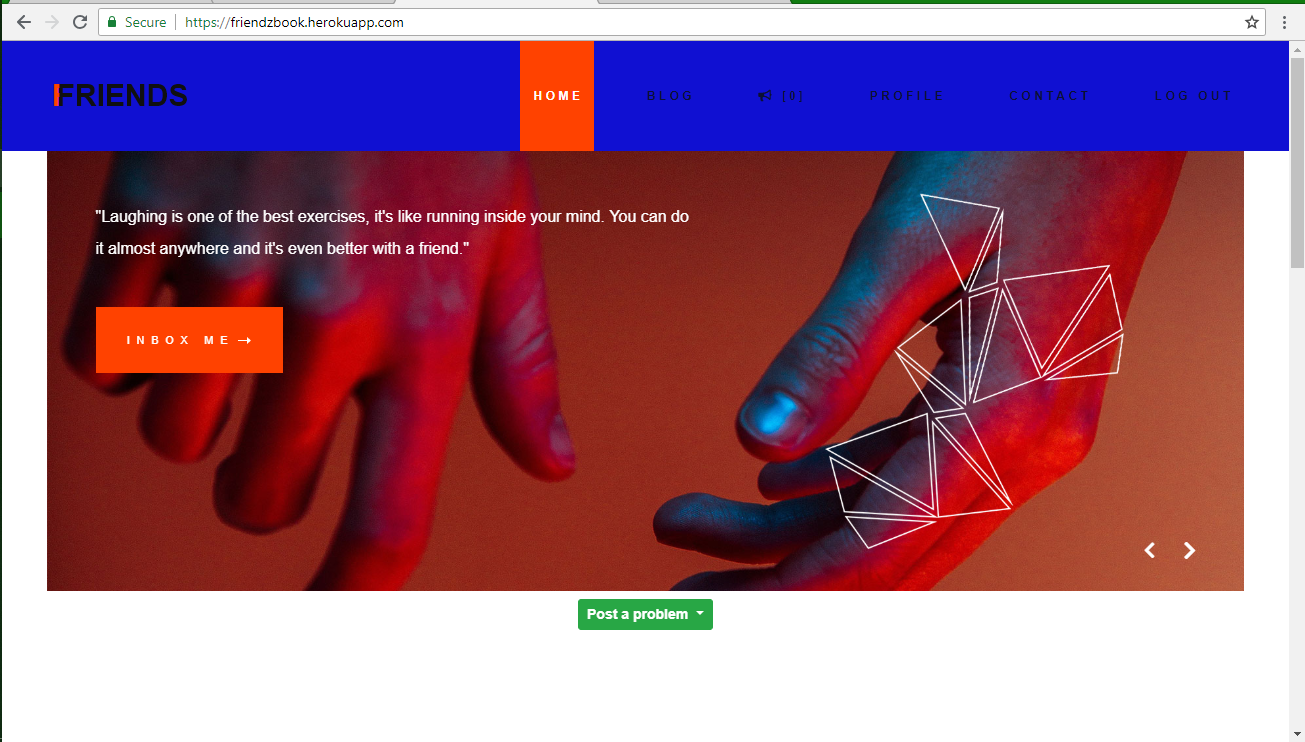 Secure
https://friendzbook.herokuapp.com
FRIENDS
HOME
BLOG
[0]
PROFILE
CONTACT
LOG OUT
"Laughing is one of the best exercises, it's like running inside your mind. You can do
it almost anywhere and it's even better with a friend."
INBOX ME
Post a problem